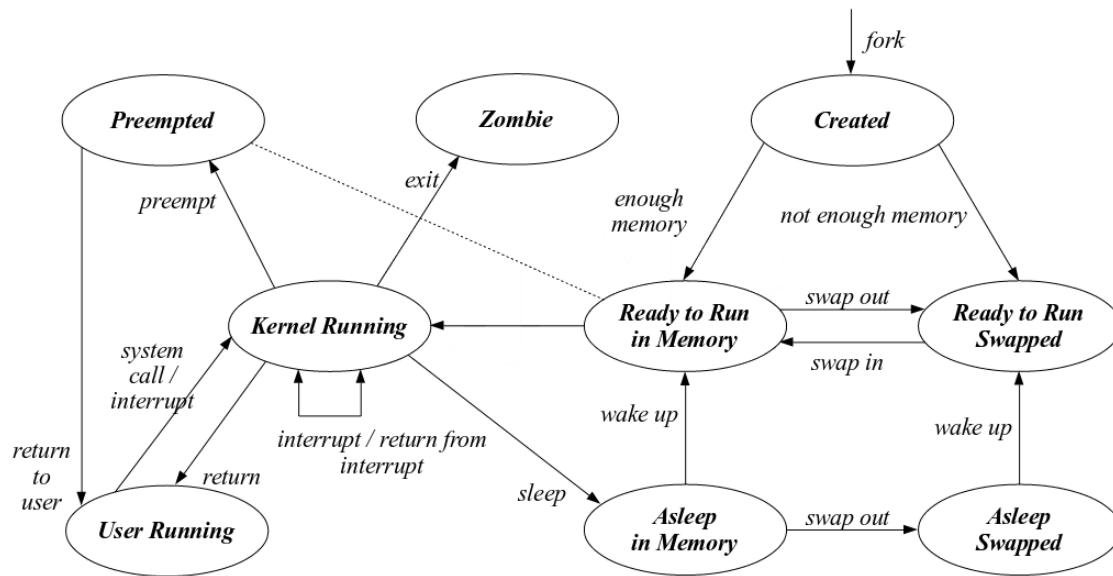 fork
Preempted
Zombie
Created
preempt
exit
enough
memory
not enough memory
Kernel Running
Ready to Run
in Memory
swap out
swap in
Ready to Run
Swapped
system
call /
interrupt
interrupt / return from
interrupt
wake up
wake up
return
to
user
return
sleep
User Running
Asleep
in Memory
swap out
Asleep
Swapped